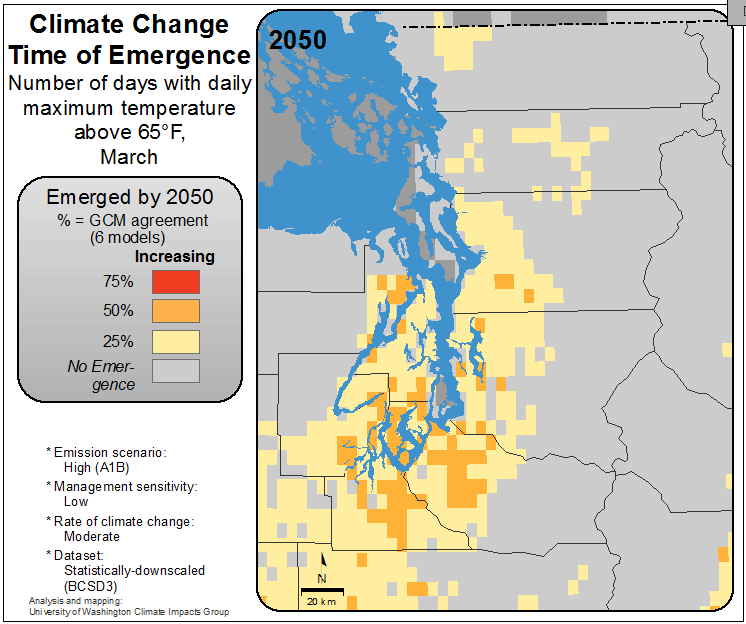 Climate Change
Time of Emergence
Number of days with daily
maximum temperature
above 65°F,
March
Emerged by 2050
% = GCM agreement
(6 models)
Increasing
75%
50%
25%
No Emer-
gence
* Emission scenario:
High (A1B)
* Management sensitivity:
Low
* Rate of climate change:
Moderate
* Dataset:
Statistically-downscaled
(BCSD3)
Analysis and mapping:
University of Washington Climate Impacts Group
2050
N
20 km